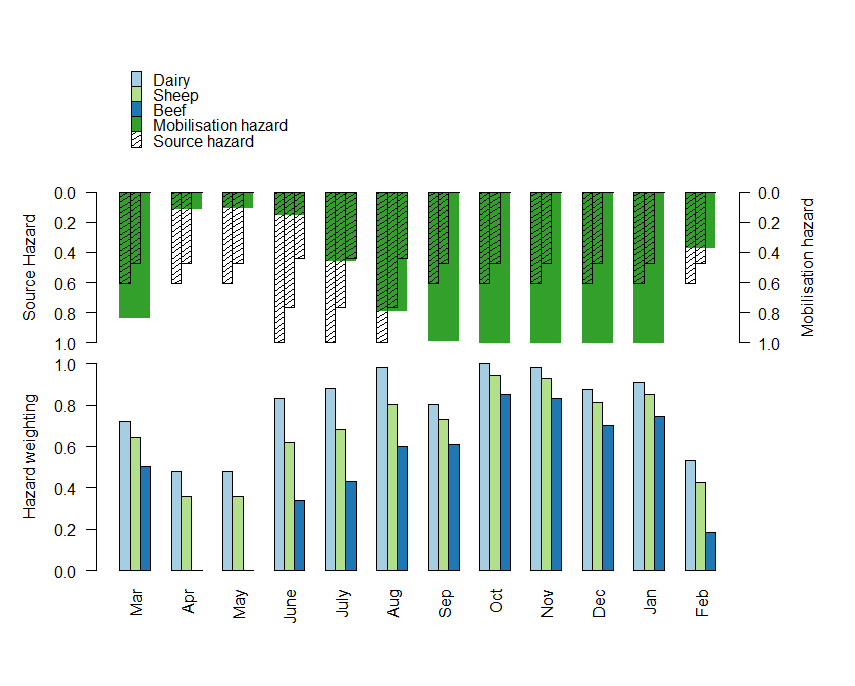 Dairy
Sheep
Beef
Mobilisation hazard
Source hazard
Source Hazard
0.0
0.2
0.4
0.6
0.8
1.0
0.0
0.2
0.4
0.6
0.8
1.0
Mobilisation hazard
Hazard weighting
1.0
0.8
0.6
0.4
0.2
0.0
Mar
Apr
May
June
July
Aug
Sep
Oct
Nov
Dec
Jan
Feb